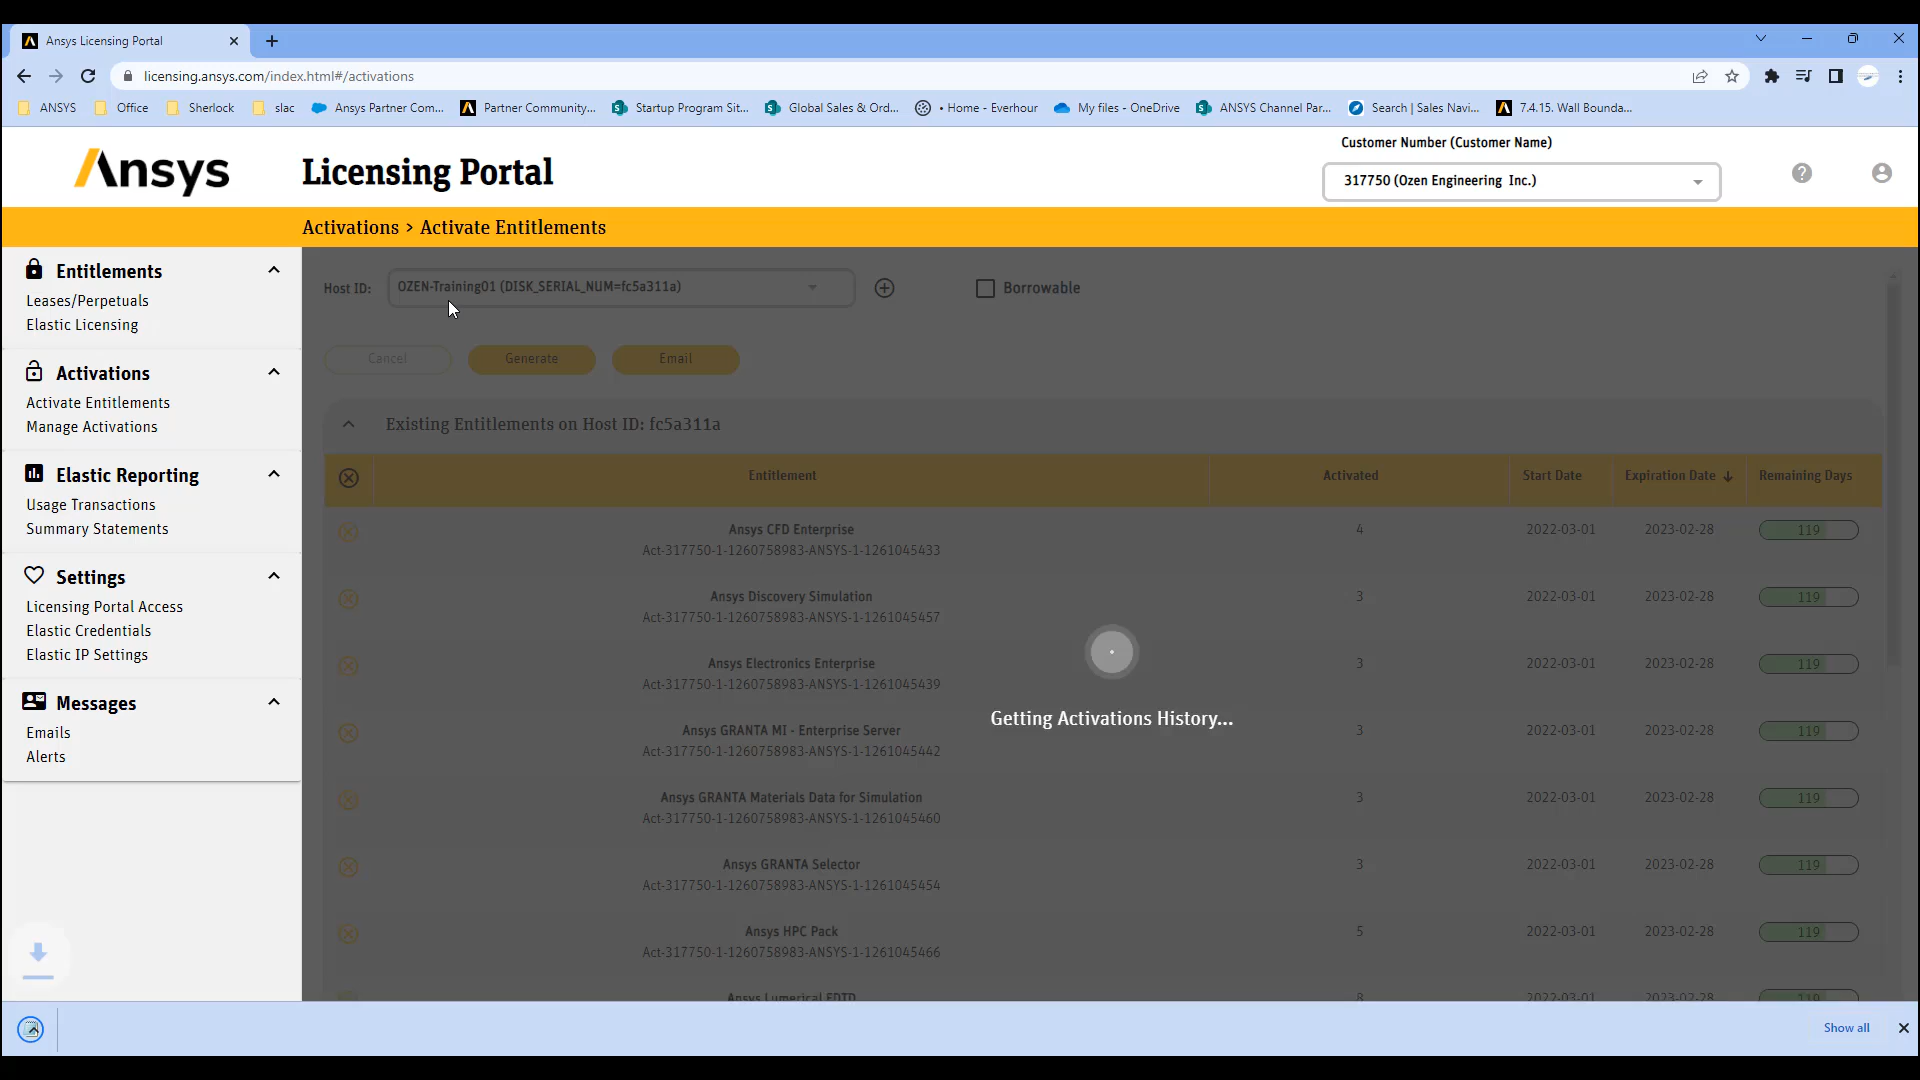 Ansys Licensing Portal
licensing.ansys.com/index.html#/activations
ANSYS Office Sherlock slac Ansys Partner Com... Partner Community... Startup Program Sit... Global Sales & Ord... • Home - Everhour My files - OneDrive ANSYS Channel Par... Search | Sales Navi... 7.4.15. Wall Bounda...
Ansys
Licensing Portal
Customer Number (Customer Name)
317750 (Ozen Engineering Inc.)
Activations > Activate Entitlements
Entitlements
Leases/Perpetuals
Elastic Licensing
Activations
Activate Entitlements
Manage Activations
Elastic Reporting
Usage Transactions
Summary Statements
Settings
Licensing Portal Access
Elastic Credentials
Elastic IP Settings
Messages
Emails
Alerts
Host ID: OZEN-Training01 (DISK_SERIAL_NUM=fc5a311a) Borrowable
Cancel Generate Email
Existing Entitlements on Host ID: fc5a311a
Entitlement Activated Start Date Expiration Date Remaining Days
Ansys CFD Enterprise 4 2022-03-01 2023-02-28 119
Act-317750-1-1260758983-ANSYS-1-1261045433
Ansys Discovery Simulation 3 2022-03-01 2023-02-28 119
Act-317750-1-1260758983-ANSYS-1-1261045457
Ansys Electronics Enterprise 3 2022-03-01 2023-02-28 119
Act-317750-1-1260758983-ANSYS-1-1261045439
Getting Activations History...
Ansys GRANTA MI - Enterprise Server 3 2022-03-01 2023-02-28 119
Act-317750-1-1260758983-ANSYS-1-1261045442
Ansys GRANTA Materials Data for Simulation 3 2022-03-01 2023-02-28 119
Act-317750-1-1260758983-ANSYS-1-1261045460
Ansys GRANTA Selector 3 2022-03-01 2023-02-28 119
Act-317750-1-1260758983-ANSYS-1-1261045454
Ansys HPC Pack 5 2022-03-01 2023-02-28 119
Act-317750-1-1260758983-ANSYS-1-1261045466
Ansys Lumerical FDTD 8 2022-03-01 2023-02-28 119
Show all